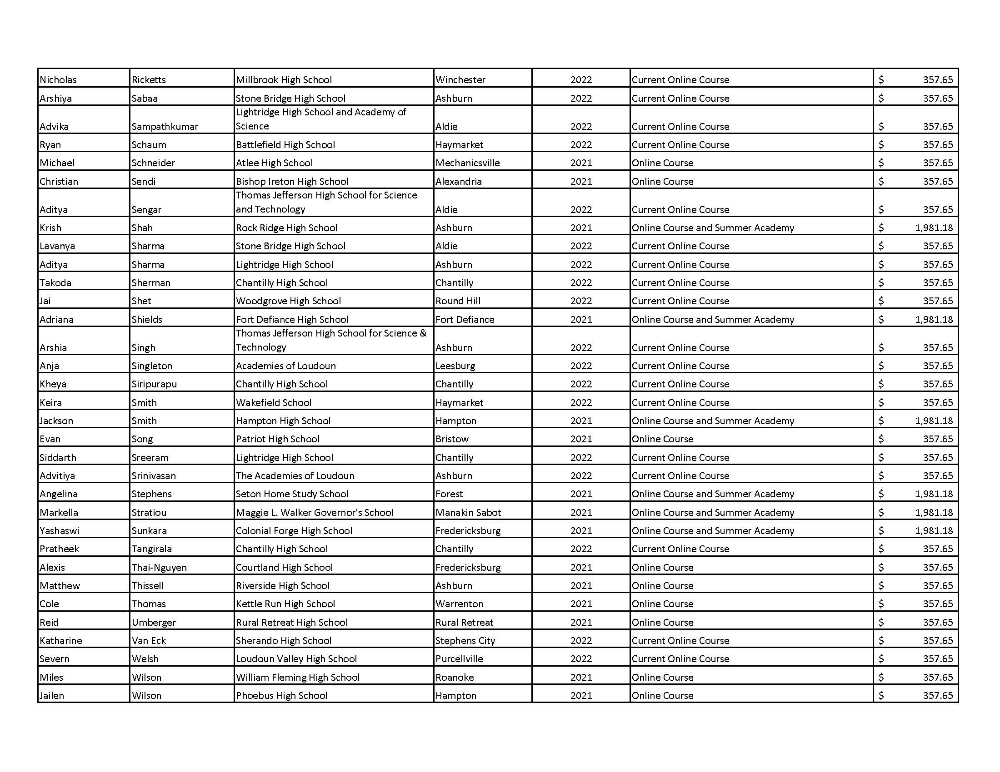 Nicholas Ricketts Millbrook High School Winchester 2022 Current Online Course $ 357.65
Arshiya Sabaa Stone Bridge High School Ashburn 2022 Current Online Course $ 357.65
Lightridge High School and Academy of
Advika Sampathkumar Science Aldie 2022 Current Online Course $ 357.65
Ryan Schaum Battlefield High School Haymarket 2022 Current Online Course $ 357.65
Michael Schneider Atlee High School Mechanicsville 2021 Online Course $ 357.65
Christian Sendi Bishop Ireton High School Alexandria 2021 Online Course $ 357.65
Thomas Jefferson High School for Science
Aditya Sengar and Technology Aldie 2022 Current Online Course $ 357.65
Krish Shah Rock Ridge High School Ashburn 2021 Online Course and Summer Academy $ 1,981.18
Lavanya Sharma Stone Bridge High School Aldie 2022 Current Online Course $ 357.65
Aditya Sharma Lightridge High School Ashburn 2022 Current Online Course $ 357.65
Takoda Sherman Chantilly High School Chantilly 2022 Current Online Course $ 357.65
Jai Shet Woodgrove High School Round Hill 2022 Current Online Course $ 357.65
Adriana Shields Fort Defiance High School Fort Defiance 2021 Online Course and Summer Academy $ 1,981.18
Thomas Jefferson High School for Science &
Arshia Singh Technology Ashburn 2022 Current Online Course $ 357.65
Anja Singleton Academies of Loudoun Leesburg 2022 Current Online Course $ 357.65
Kheya Siripurapu Chantilly High School Chantilly 2022 Current Online Course $ 357.65
Keira Smith Wakefield School Haymarket 2022 Current Online Course $ 357.65
Jackson Smith Hampton High School Hampton 2021 Online Course and Summer Academy $ 1,981.18
Evan Song Patriot High School Bristow 2021 Online Course $ 357.65
Siddarth Sreeram Lightridge High School Chantilly 2022 Current Online Course $ 357.65
Advitiya Srinivasan The Academies of Loudoun Ashburn 2022 Current Online Course $ 357.65
Angelina Stephens Seton Home Study School Forest 2021 Online Course and Summer Academy $ 1,981.18
Markella Stratiou Maggie L. Walker Governor's School Manakin Sabot 2021 Online Course and Summer Academy $ 1,981.18
Yashaswi Sunkara Colonial Forge High School Fredericksburg 2021 Online Course and Summer Academy $ 1,981.18
Pratheek Tangirala Chantilly High School Chantilly 2022 Current Online Course $ 357.65
Alexis Thai-Nguyen Courtland High School Fredericksburg 2021 Online Course $ 357.65
Matthew Thissell Riverside High School Ashburn 2021 Online Course $ 357.65
Cole Thomas Kettle Run High School Warrenton 2021 Online Course $ 357.65
Reid Umberger Rural Retreat High School Rural Retreat 2021 Online Course $ 357.65
Katharine Van Eck Sherando High School Stephens City 2022 Current Online Course $ 357.65
Severn Welsh Loudoun Valley High School Purcellville 2022 Current Online Course $ 357.65
Miles Wilson William Fleming High School Roanoke 2021 Online Course $ 357.65
Jailen Wilson Phoebus High School Hampton 2021 Online Course $ 357.65